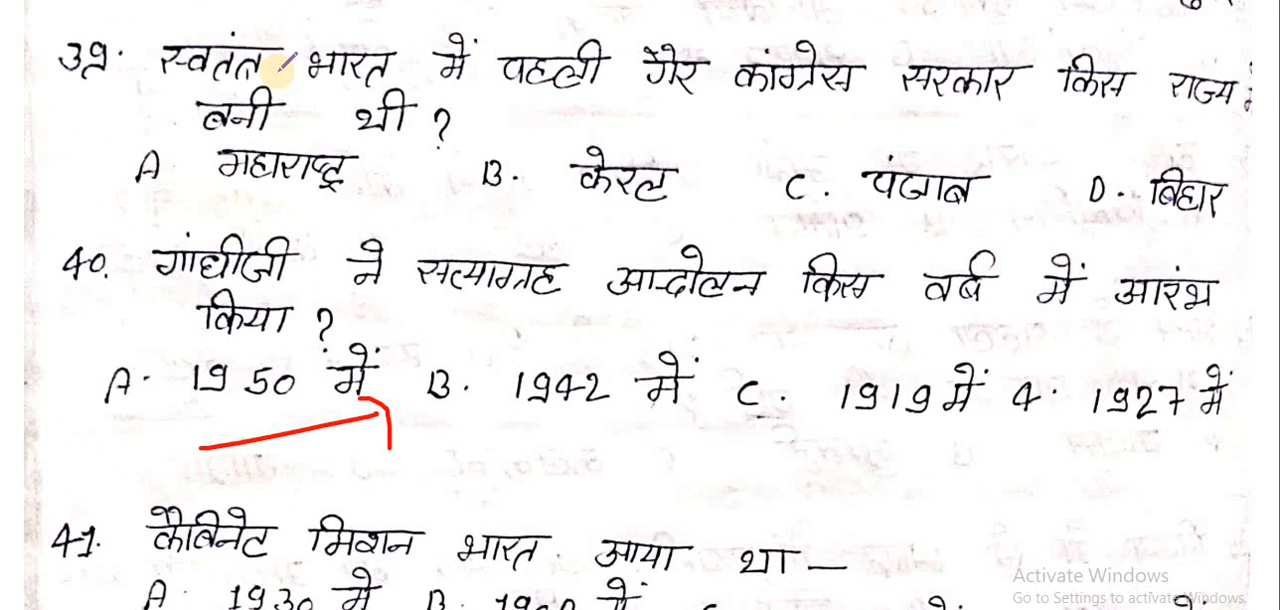 39. स्वतंत भारत में पहली गैर कांग्रेस सरकार किस राज्य में
बनी थी ?
A. महाराष्ट्र B. केरल C. पंजाब D. बिहार
40. गांधीजी ने सत्याग्रह आन्दोलन किस वर्ष में आरंभ
किया ?
A. 1950 में B. 1942 में C. 1919 में 4. 1927 में
41. कैबिनेट मिशन भारत आया था —
A. 1930 में B. में C.
Activate Windows
Go to Settings to activate Windows.